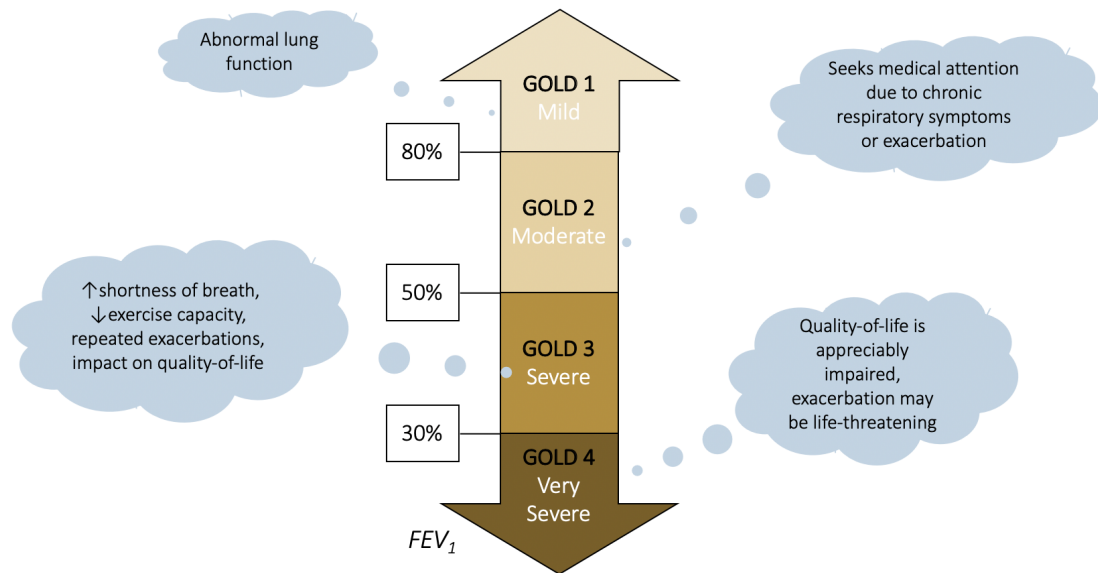 Abnormal lung
function
GOLD 1
Mild
Seeks medical attention
due to chronic
respiratory symptoms
or exacerbation
80%
GOLD 2
Moderate
↑shortness of breath,
↓exercise capacity,
repeated exacerbations,
impact on quality-of-life
50%
GOLD 3
Severe
Quality-of-life is
appreciably
impaired,
exacerbation may
be life-threatening
30%
GOLD 4
Very
Severe
FEV₁